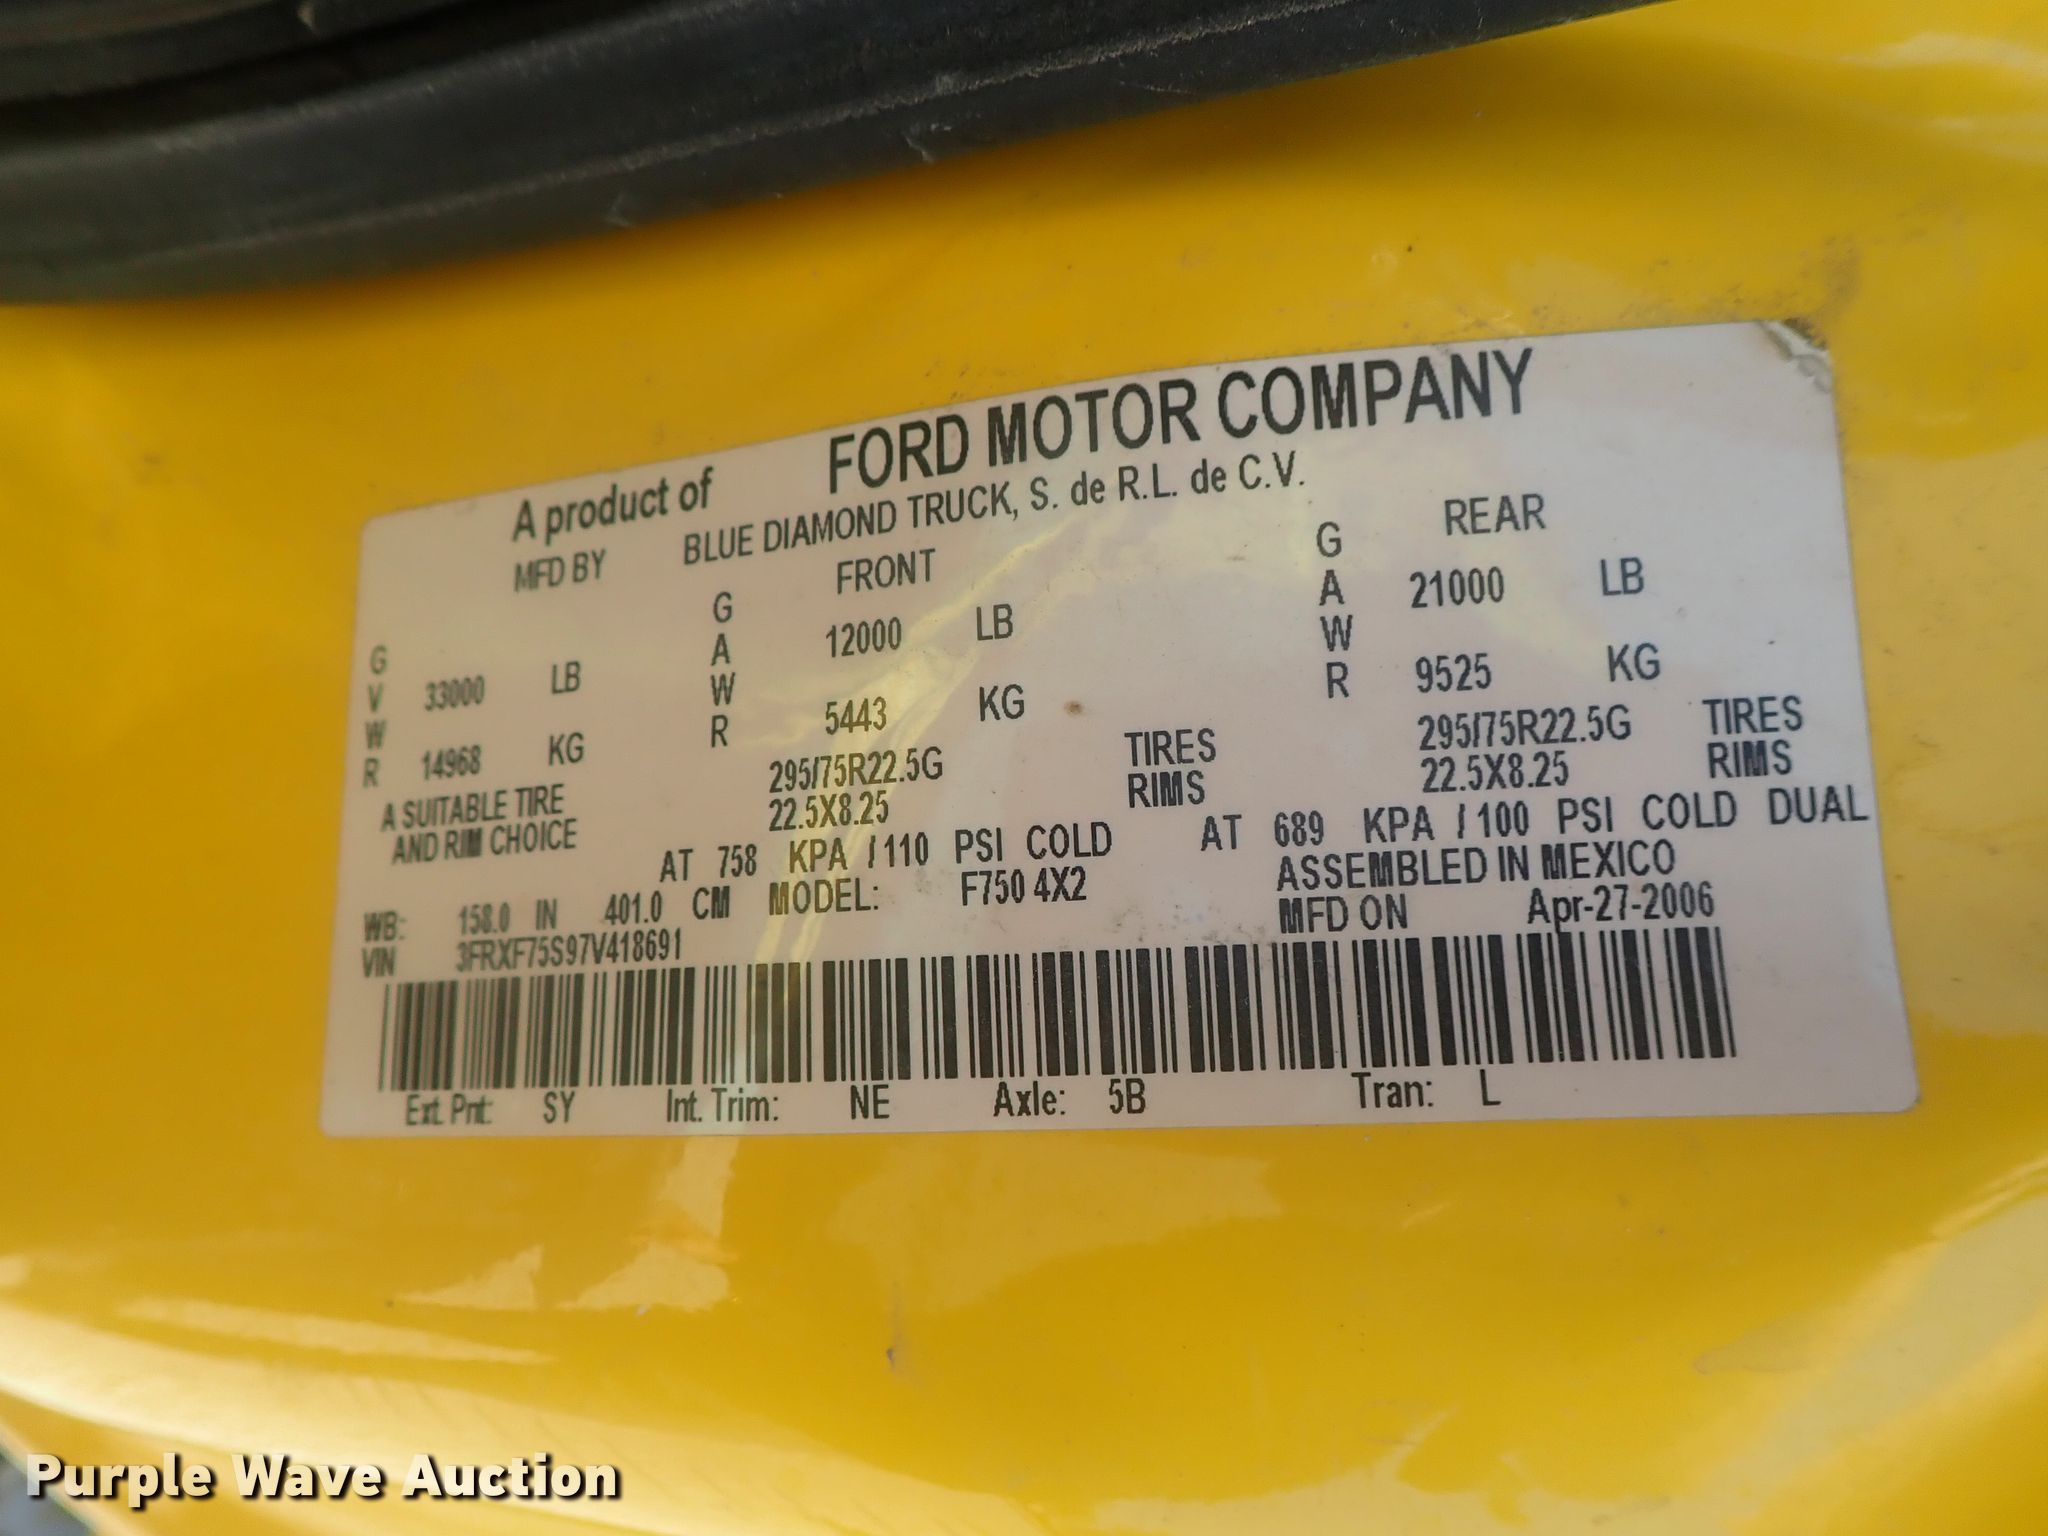 A product of FORD MOTOR COMPANY
MFD BY BLUE DIAMOND TRUCK, S. de R.L. de C.V.
FRONT REAR
GVWR 33000 LB GAWR 12000 LB GAWR 21000 LB
14968 KG 5443 KG 9525 KG
A SUITABLE TIRE 295/75R22.5G TIRES 295/75R22.5G TIRES
AND RIM CHOICE 22.5X8.25 RIMS 22.5X8.25 RIMS
AT 758 KPA / 110 PSI COLD AT 689 KPA / 100 PSI COLD DUAL
WB: 158.0 IN 401.0 CM MODEL: F750 4X2 ASSEMBLED IN MEXICO
VIN 3FRXF75S97V418691 MFD ON Apr-27-2006
Ext. Pnt: SY Int. Trim: NE Axle: 5B Tran: L
Purple Wave Auction